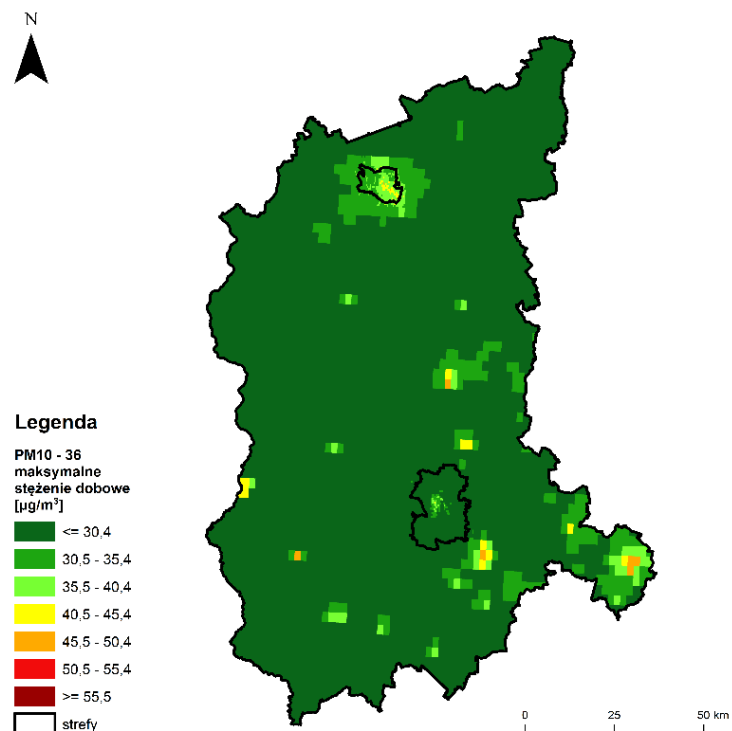 N
Legenda
PM10 - 36
maksymalne
stężenie dobowe
[µg/m³]
<= 30,4
30,5 - 35,4
35,5 - 40,4
40,5 - 45,4
45,5 - 50,4
50,5 - 55,4
>= 55,5
strefy
0 25 50 km